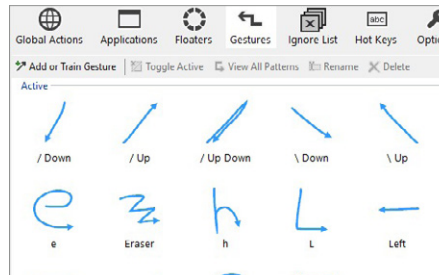 Global Actions Applications Floaters Gestures Ignore List Hot Keys
abc
Add or Train Gesture Toggle Active View All Patterns Rename Delete
Active
/ Down / Up / Up Down \ Down \ Up
e Eraser h L Left